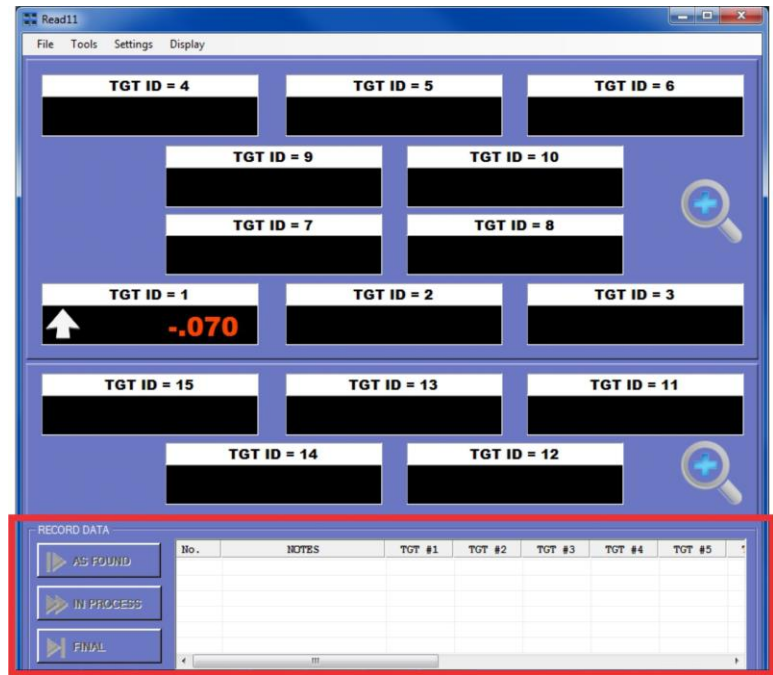 Read11
File Tools Settings Display
TGT ID = 4 TGT ID = 5 TGT ID = 6
TGT ID = 9 TGT ID = 10
TGT ID = 7 TGT ID = 8
TGT ID = 1 TGT ID = 2 TGT ID = 3
-.070
TGT ID = 15 TGT ID = 13 TGT ID = 11
TGT ID = 14 TGT ID = 12
RECORD DATA
No. NOTES TGT #1 TGT #2 TGT #3 TGT #4 TGT #5
AS FOUND
IN PROCESS
FINAL